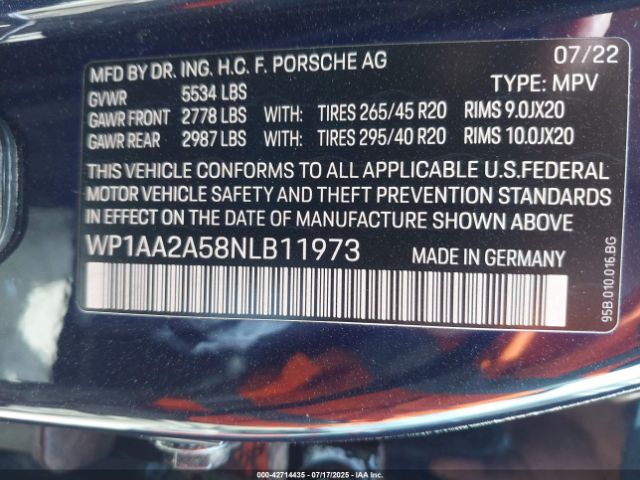 MFD BY DR. ING. H.C. F. PORSCHE AG 07/22
GVWR 5534 LBS TYPE: MPV
GAWR FRONT 2778 LBS WITH: TIRES 265/45 R20 RIMS 9.0JX20
GAWR REAR 2987 LBS WITH: TIRES 295/40 R20 RIMS 10.0JX20
THIS VEHICLE CONFORMS TO ALL APPLICABLE U.S.FEDERAL
MOTOR VEHICLE SAFETY AND THEFT PREVENTION STANDARDS
IN EFFECT ON THE DATE OF MANUFACTURE SHOWN ABOVE
WP1AA2A58NLB11973 MADE IN GERMANY
95B.010.016.BG
000-42714435 - 07/17/2025 - IAAI.COM